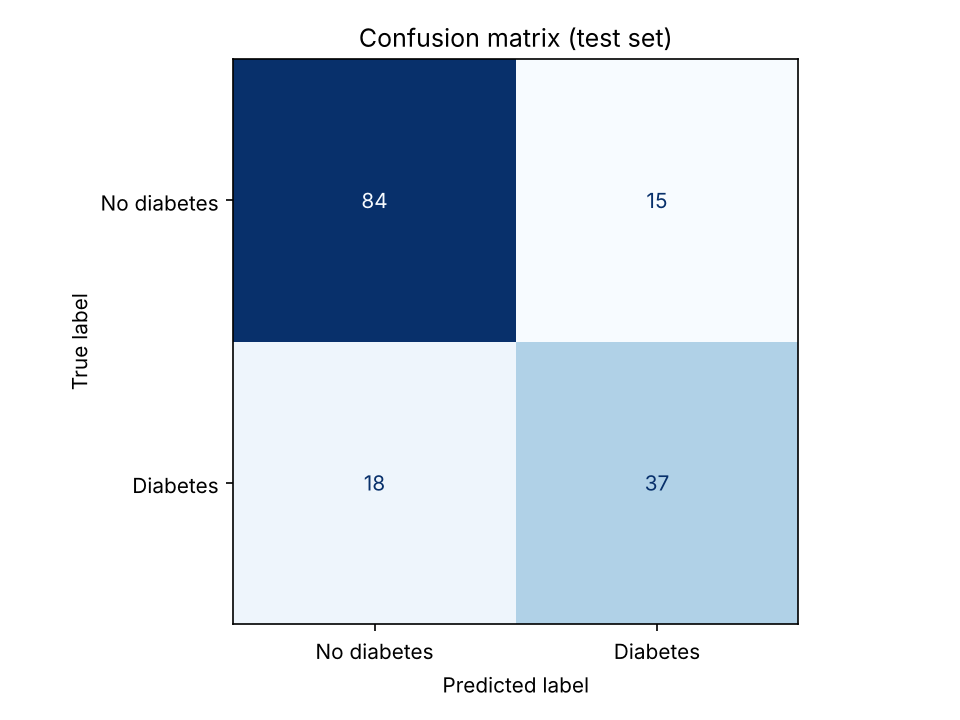 Confusion matrix (test set)
No diabetes
84
15
True label
Diabetes
18
37
No diabetes
Diabetes
Predicted label